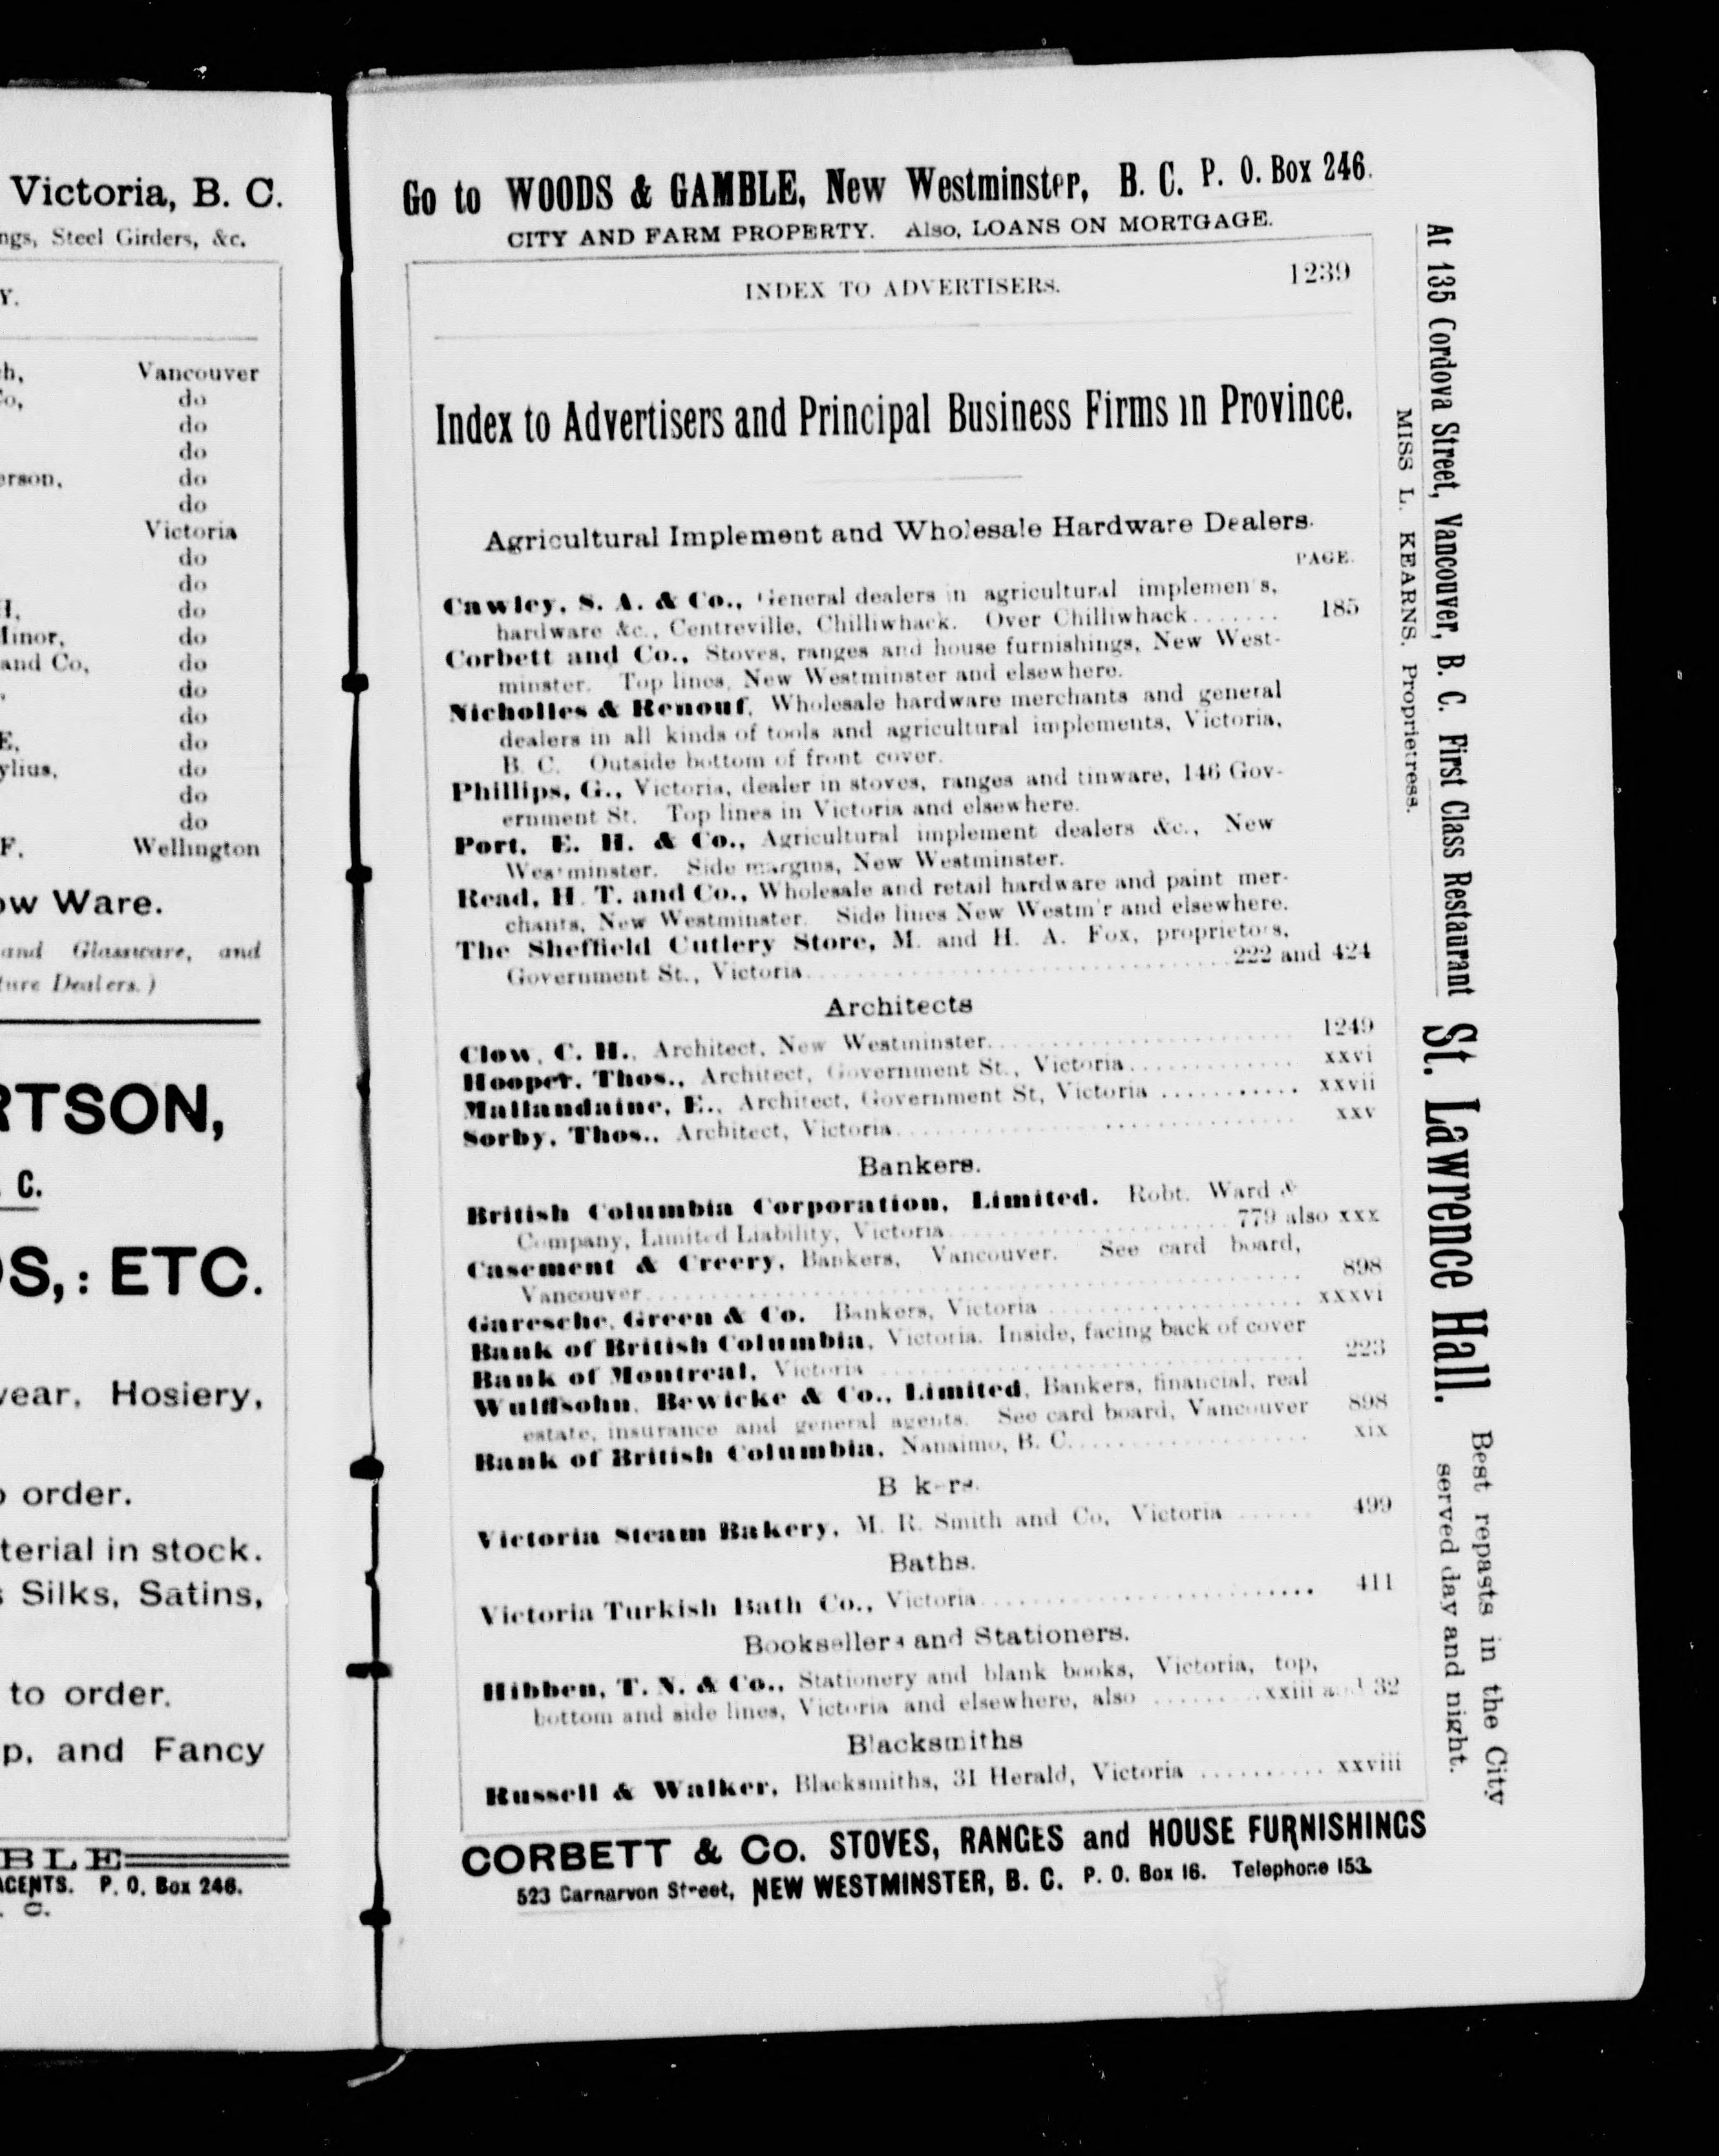 Victoria, B. C.
Steel Girders, &c.
Y.
Vancouver
do
do
do
do
do
Victoria
do
do
do
Minor, do
and Co, do
do
do
E. do
do
do
do
F. Wellington
Ware.
and Glassware, and
Dealers.)
C.
ETC.
Hosiery,
order.
in stock.
Silks, Satins,
to order.
and Fancy
P. O. Box 246.
C.
Go to WOODS & GAMBLE, New Westminster, B. C. P. O. Box 246.
CITY AND FARM PROPERTY. Also, LOANS ON MORTGAGE.
INDEX TO ADVERTISERS. 1239
Index to Advertisers and Principal Business Firms in Province.
Agricultural Implement and Wholesale Hardware Dealers.
PAGE.
Cawley, S. A. & Co., General dealers in agricultural implemen's,
hardware &c., Centreville, Chilliwhack. Over Chilliwhack....... 185
Corbett and Co., Stoves, ranges and house furnishings, New West-
minster. Top lines, New Westminster and elsewhere.
Nicholles & Renouf, Wholesale hardware merchants and general
dealers in all kinds of tools and agricultural implements, Victoria,
B. C. Outside bottom of front cover.
Phillips, G., Victoria, dealer in stoves, ranges and tinware, 146 Gov-
ernment St. Top lines in Victoria and elsewhere.
Port, E. H. & Co., Agricultural implement dealers &c., New
Westminster. Side margins, New Westminster.
Read, H. T. and Co., Wholesale and retail hardware and paint mer-
chants, New Westminster. Side lines New Westm'r and elsewhere.
The Sheffield Cutlery Store, M. and H. A. Fox, proprietors,
Government St., Victoria..............................222 and 424
Architects
Clow, C. H., Architect, New Westminster.................... 1249
Hooper, Thos., Architect, Government St., Victoria.............. xxvi
Mallandaine, E., Architect, Government St, Victoria ........... xxvii
Sorby, Thos., Architect, Victoria........................... xxv
Bankers.
British Columbia Corporation, Limited. Robt. Ward &
Company, Limited Liability, Victoria....................779 also xxx
Casement & Creery, Bankers, Vancouver. See card board,
Vancouver........................................ 898
Garesche, Green & Co. Bankers, Victoria .................... xxxvi
Bank of British Columbia, Victoria. Inside, facing back of cover
Bank of Montreal, Victoria ............................ 223
Wulffsohn, Bewicke & Co., Limited, Bankers, financial, real
estate, insurance and general agents. See card board, Vancouver 898
Bank of British Columbia, Nanaimo, B. C.................. xix
B k-rs.
Victoria Steam Bakery, M. R. Smith and Co, Victoria ...... 499
Baths.
Victoria Turkish Bath Co., Victoria........................ 411
Booksellers and Stationers.
Hibben, T. N. & Co., Stationery and blank books, Victoria, top,
bottom and side lines, Victoria and elsewhere, also .........xxiii and 32
Blacksmiths
Russell & Walker, Blacksmiths, 31 Herald, Victoria .......... xxviii
CORBETT & Co. STOVES, RANGES and HOUSE FURNISHINGS
523 Carnarvon Street, NEW WESTMINSTER, B. C. P. O. Box 16. Telephone 153.
At 135 Cordova Street, Vancouver, B. C. First Class Restaurant St. Lawrence Hall. Best repasts in the City
served day and night.
MISS L. KEARNS, Proprietress.